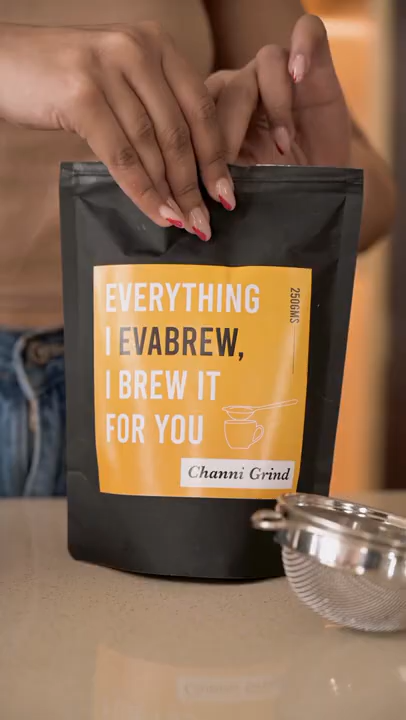 EVERYTHING
I EVABREW,
I BREW IT
FOR YOU
250GMS
Channi Grind